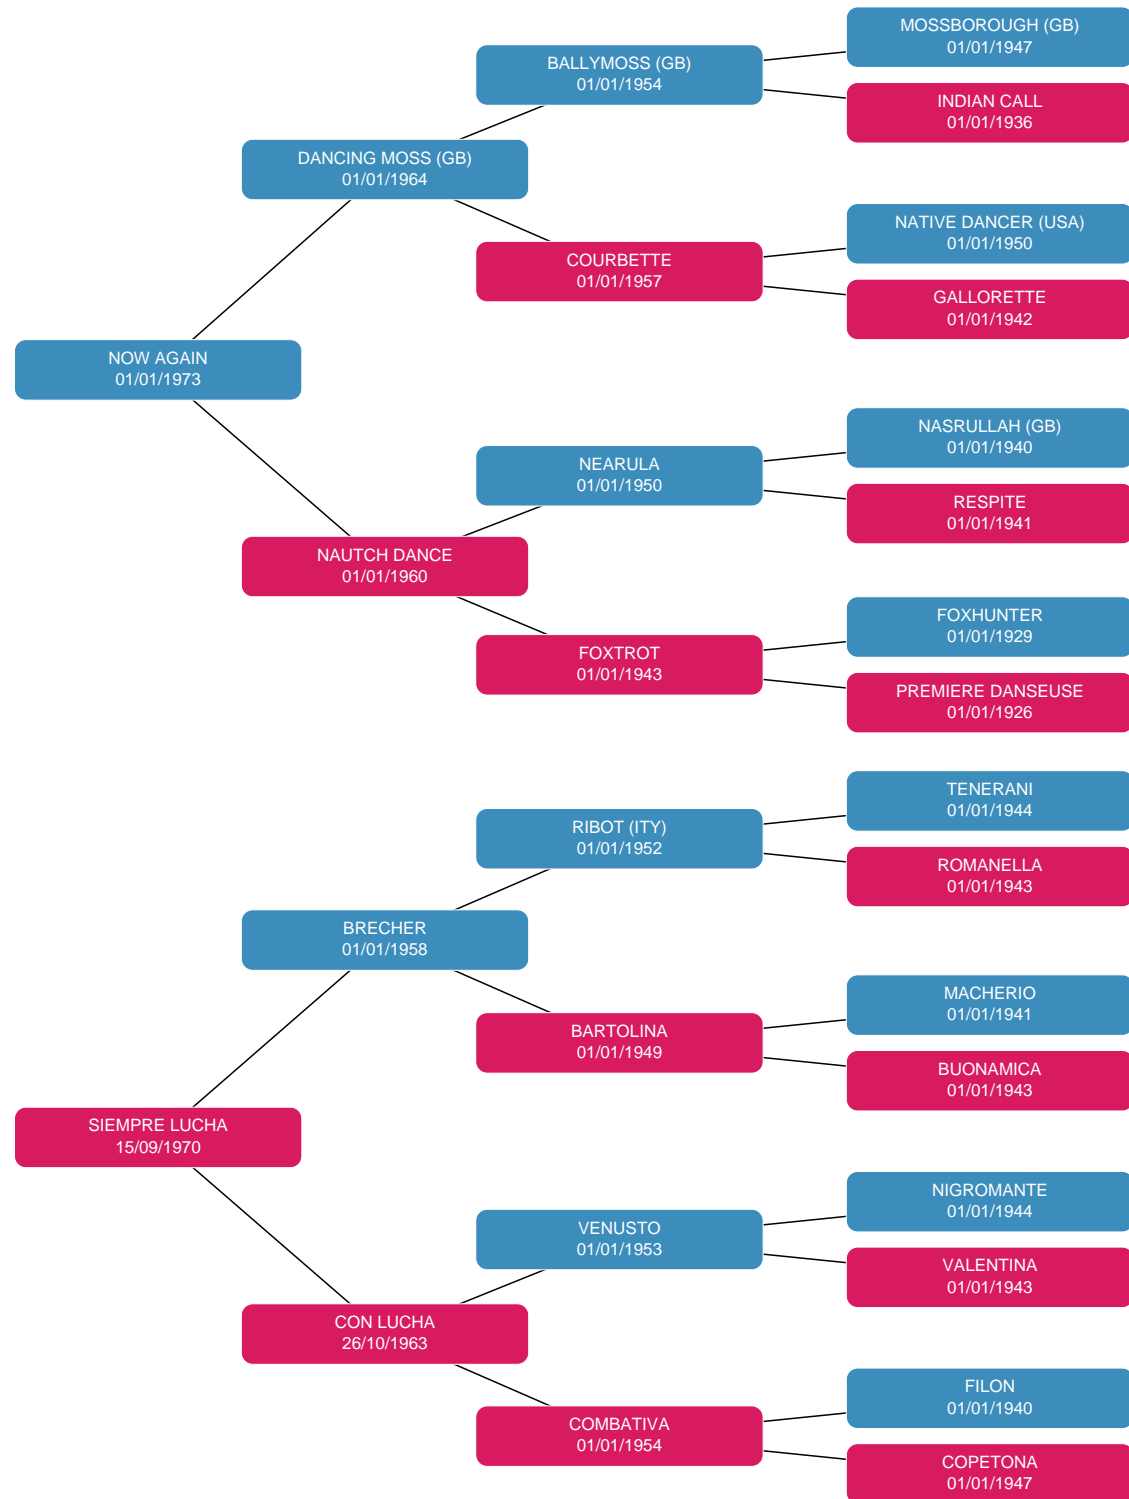 MOSSBOROUGH (GB)
01/01/1947
BALLYMOSS (GB)
01/01/1954
INDIAN CALL
01/01/1936
DANCING MOSS (GB)
01/01/1964
NATIVE DANCER (USA)
01/01/1950
COURBETTE
01/01/1957
GALLORETTE
01/01/1942
NOW AGAIN
01/01/1973
NASRULLAH (GB)
01/01/1940
NEARULA
01/01/1950
RESPITE
01/01/1941
NAUTCH DANCE
01/01/1960
FOXHUNTER
01/01/1929
FOXTROT
01/01/1943
PREMIERE DANSEUSE
01/01/1926
TENERANI
01/01/1944
RIBOT (ITY)
01/01/1952
ROMANELLA
01/01/1943
BRECHER
01/01/1958
MACHERIO
01/01/1941
BARTOLINA
01/01/1949
BUONAMICA
01/01/1943
SIEMPRE LUCHA
15/09/1970
NIGROMANTE
01/01/1944
VENUSTO
01/01/1953
VALENTINA
01/01/1943
CON LUCHA
26/10/1963
FILON
01/01/1940
COMBATIVA
01/01/1954
COPETONA
01/01/1947